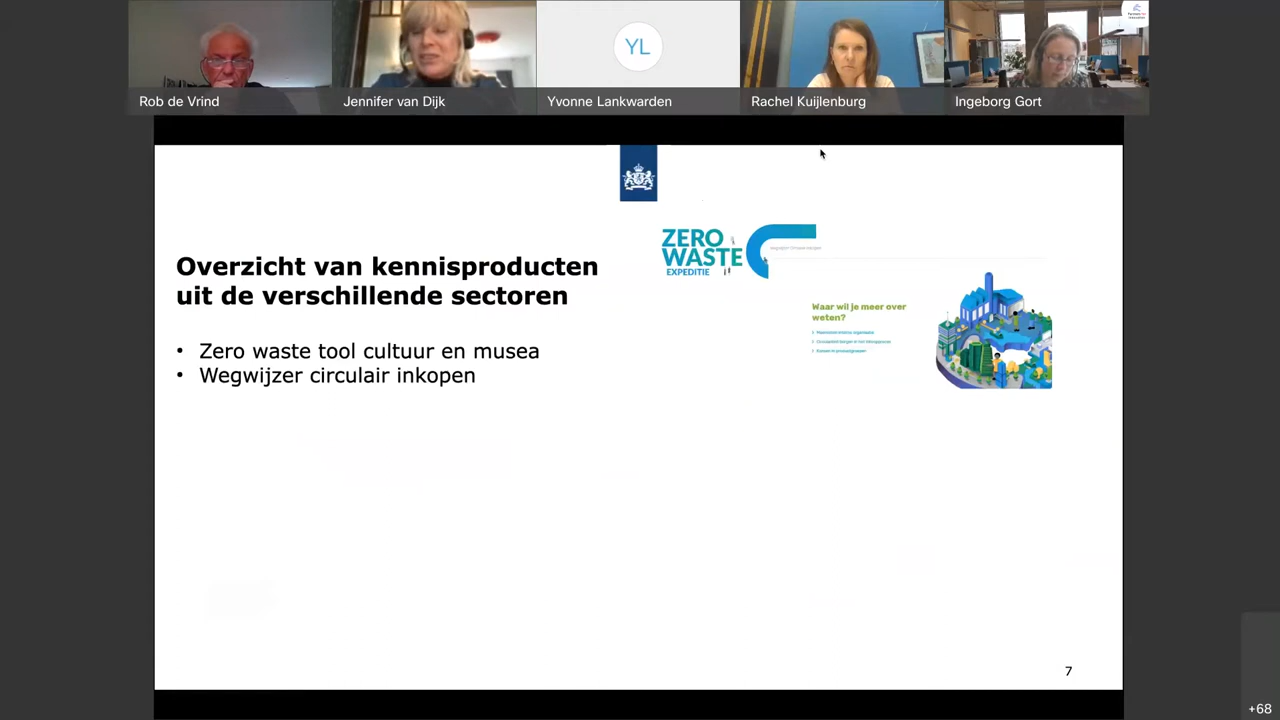 Rob de Vrind
Jennifer van Dijk
YL
Yvonne Lankwarden
Rachel Kuijlenburg
Ingeborg Gort
Overzicht van kennisproducten
uit de verschillende sectoren
• Zero waste tool cultuur en musea
• Wegwijzer circulair inkopen
ZERO
WASTE
EXPEDITIE
Waar wil je meer over
weten?
7
+68